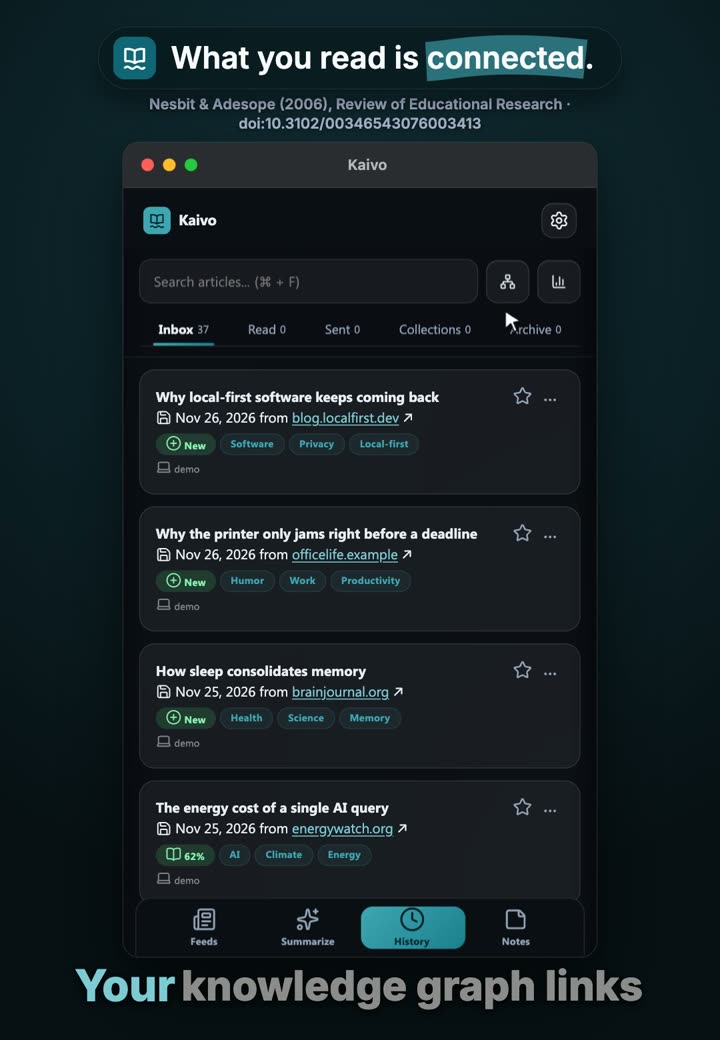 What you read is connected.
Nesbit & Adesope (2006), Review of Educational Research ·
doi:10.3102/00346543076003413
Kaivo
Kaivo
Search articles... (⌘ + F)
Inbox 37 Read 0 Sent 0 Collections 0 Archive 0
Why local-first software keeps coming back ...
Nov 26, 2026 from blog.localfirst.dev ↗
New Software Privacy Local-first
demo
Why the printer only jams right before a deadline ...
Nov 26, 2026 from officelife.example ↗
New Humor Work Productivity
demo
How sleep consolidates memory ...
Nov 25, 2026 from brainjournal.org ↗
New Health Science Memory
demo
The energy cost of a single AI query ...
Nov 25, 2026 from energywatch.org ↗
62% AI Climate Energy
demo
Feeds Summarize History Notes
Your knowledge graph links